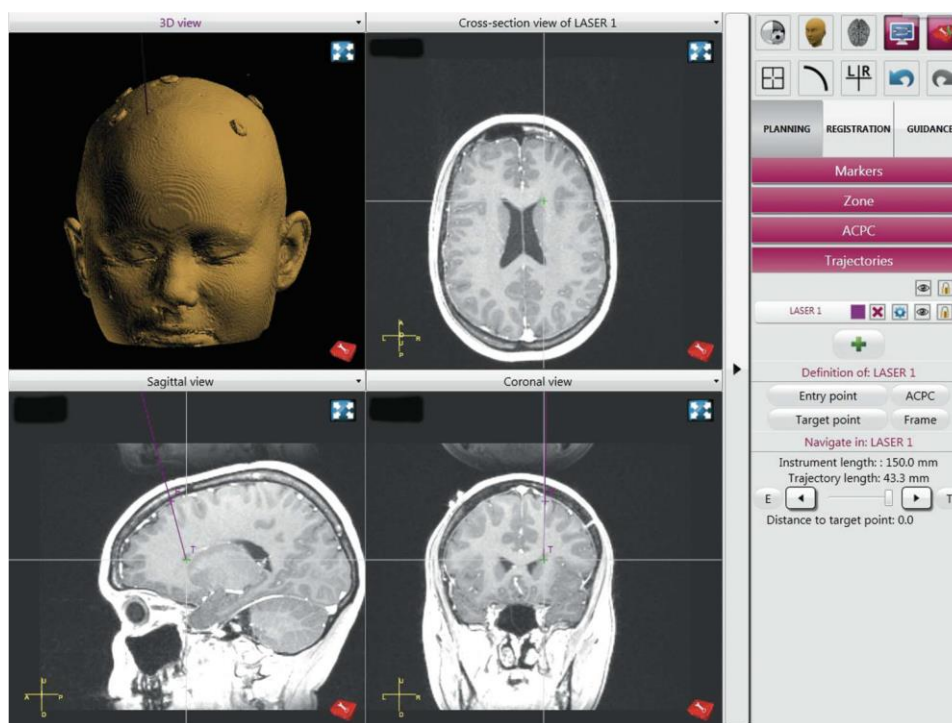 3D view
Cross-section view of LASER 1
L R
PLANNING REGISTRATION GUIDANCE
Markers
Zone
ACPC
Trajectories
LASER 1
Definition of: LASER 1
Entry point ACPC
Target point Frame
Navigate in: LASER 1
Instrument length: : 150.0 mm
Trajectory length: 43.3 mm
E T
Distance to target point: 0.0
Sagittal view
Coronal view
T
T
U
A P
D
U
L R
D